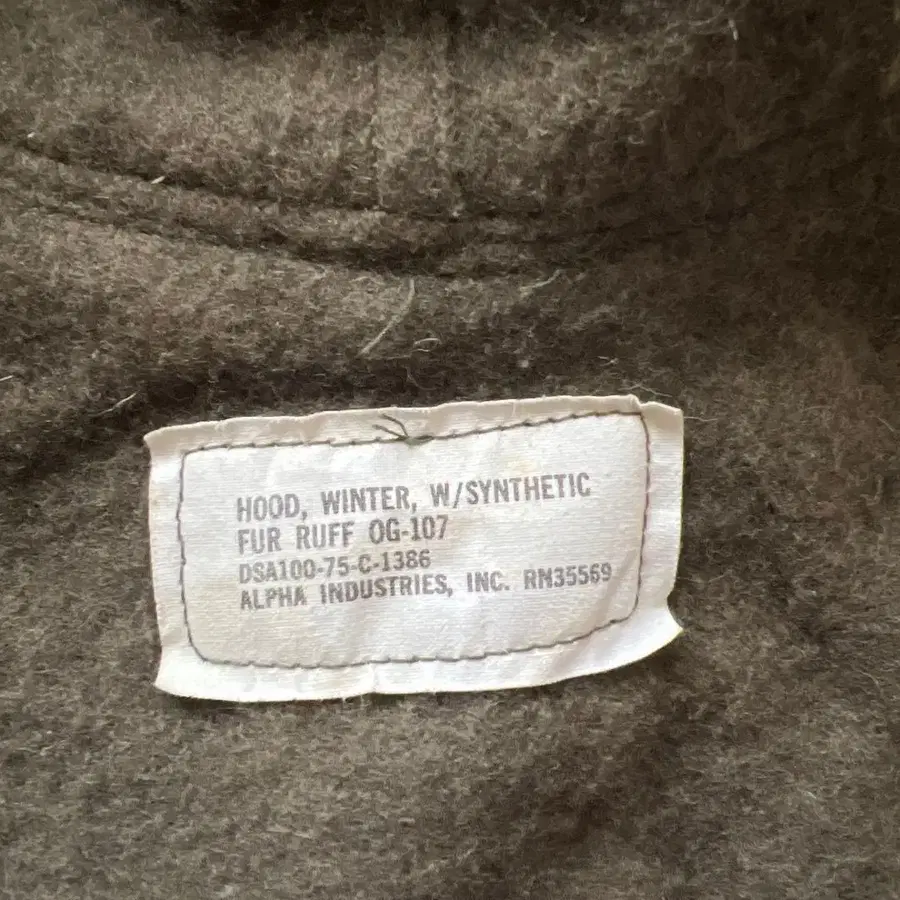 HOOD, WINTER, W/SYNTHETIC
FUR RUFF OG-107
DSA100-75-C-1386
ALPHA INDUSTRIES, INC. RN35569